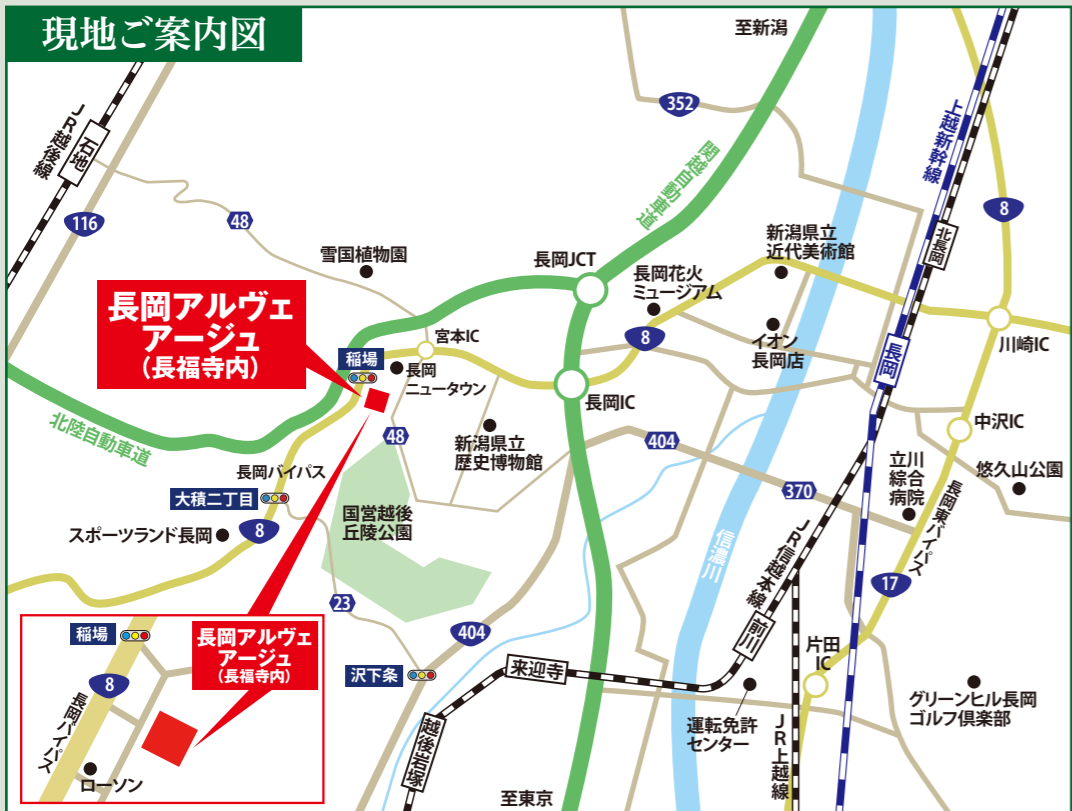 現地ご案内図
至新潟
352
上越新幹線
JR越後線
石地
関越自動車道
116
48
8
北長岡
雪国植物園
新潟県立
近代美術館
長岡JCT
長岡花火
ミュージアム
長岡アルヴェ
アージュ
(長福寺内)
宮本IC
8
イオン
長岡店
長岡
川崎IC
稲場
長岡
ニュータウン
長岡IC
北陸自動車道
48
新潟県立
歴史博物館
404
中沢IC
長岡バイパス
立川
綜合
病院
悠久山公園
大積二丁目
370
長岡東バイパス
スポーツランド長岡
8
国営越後
丘陵公園
信濃川
JR信越本線
17
23
404
前川
稲場
長岡アルヴェ
アージュ
(長福寺内)
沢下条
来迎寺
片田
IC
8
長岡バイパス
越後岩塚
運転免許
センター
JR上越線
グリーンヒル長岡
ゴルフ倶楽部
ローソン
至東京